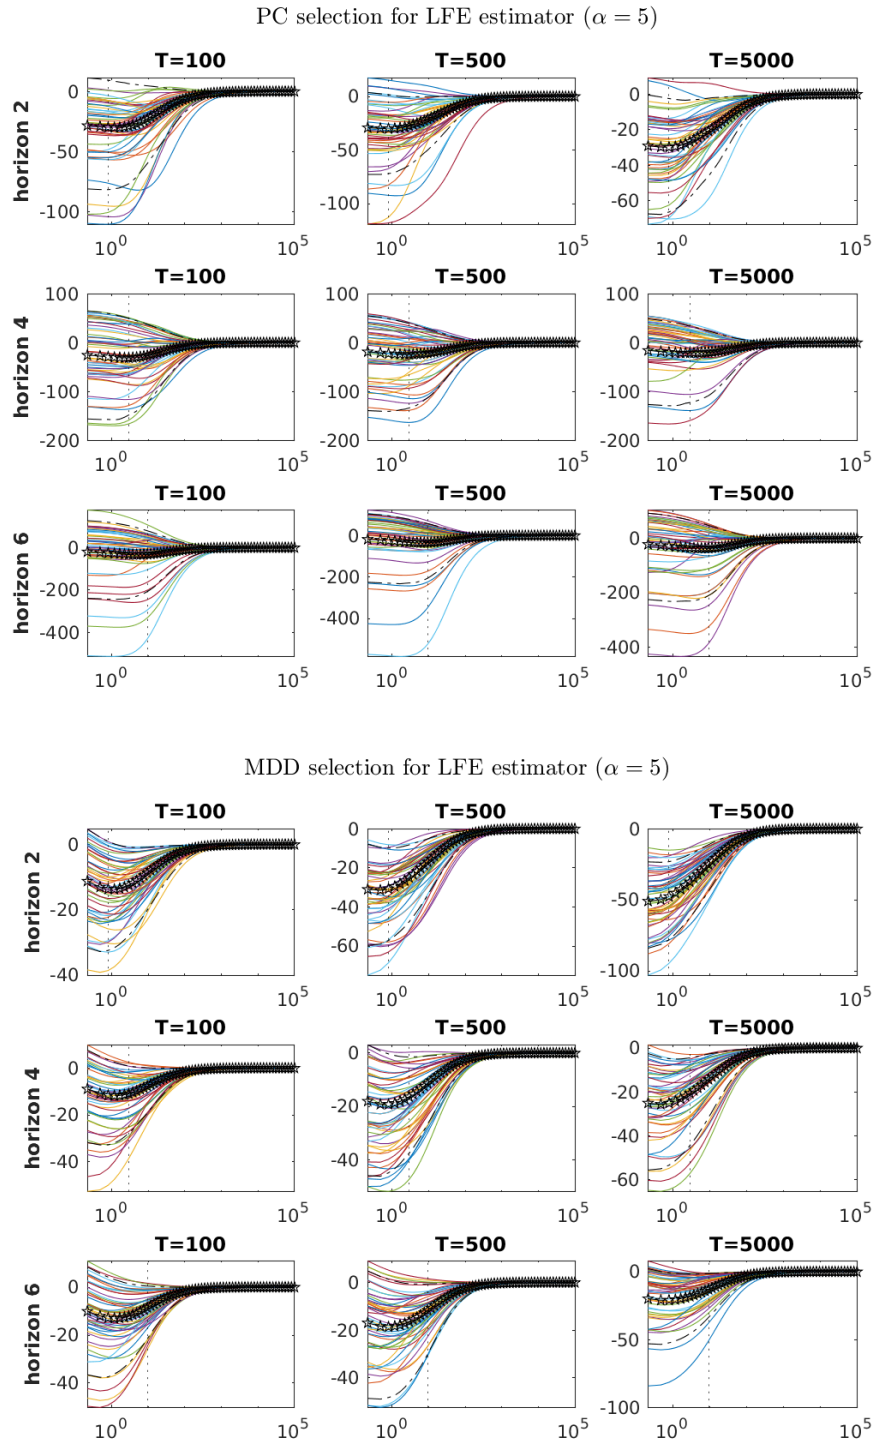 PC selection for LFE estimator (α = 5)
T=100 T=500 T=5000
horizon 2
0 -50 -100
0 -50 -100
0 -20 -40 -60
10^0 10^5 10^0 10^5 10^0 10^5
T=100 T=500 T=5000
horizon 4
100 0 -100 -200
100 0 -100 -200
100 0 -100 -200
10^0 10^5 10^0 10^5 10^0 10^5
T=100 T=500 T=5000
horizon 6
0 -200 -400
0 -200 -400
0 -200 -400
10^0 10^5 10^0 10^5 10^0 10^5
MDD selection for LFE estimator (α = 5)
T=100 T=500 T=5000
horizon 2
0 -20 -40
0 -20 -40 -60
0 -50 -100
10^0 10^5 10^0 10^5 10^0 10^5
T=100 T=500 T=5000
horizon 4
0 -20 -40
0 -20 -40
0 -20 -40 -60
10^0 10^5 10^0 10^5 10^0 10^5
T=100 T=500 T=5000
horizon 6
0 -20 -40
0 -20 -40
0 -50 -100
10^0 10^5 10^0 10^5 10^0 10^5